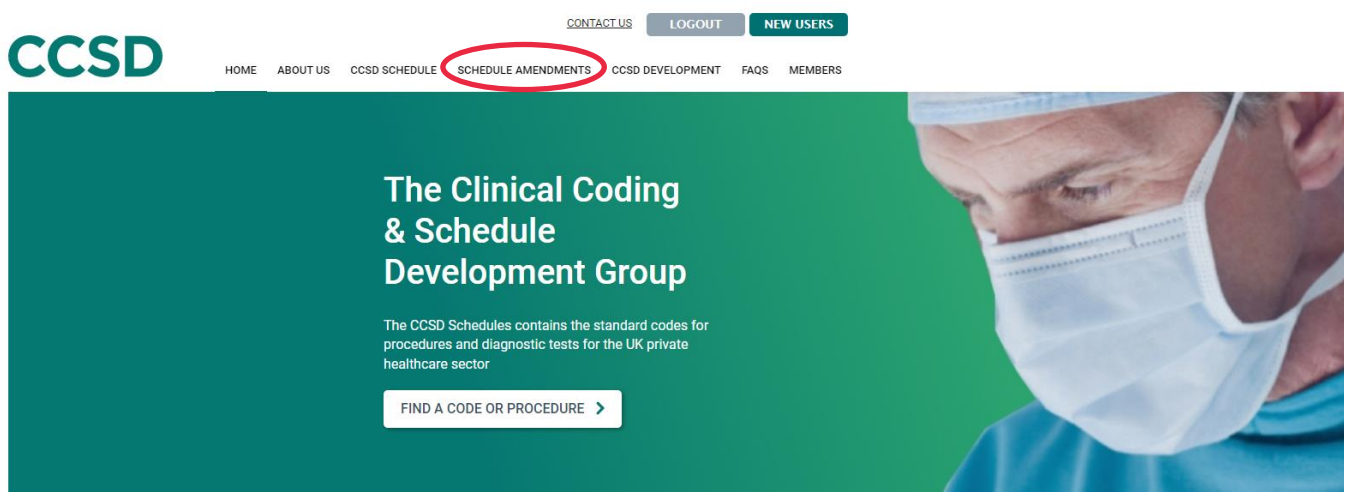 CONTACT US LOGOUT NEW USERS
CCSD
HOME ABOUT US CCSD SCHEDULE SCHEDULE AMENDMENTS CCSD DEVELOPMENT FAQS MEMBERS
The Clinical Coding
& Schedule
Development Group
The CCSD Schedules contains the standard codes for
procedures and diagnostic tests for the UK private
healthcare sector
FIND A CODE OR PROCEDURE